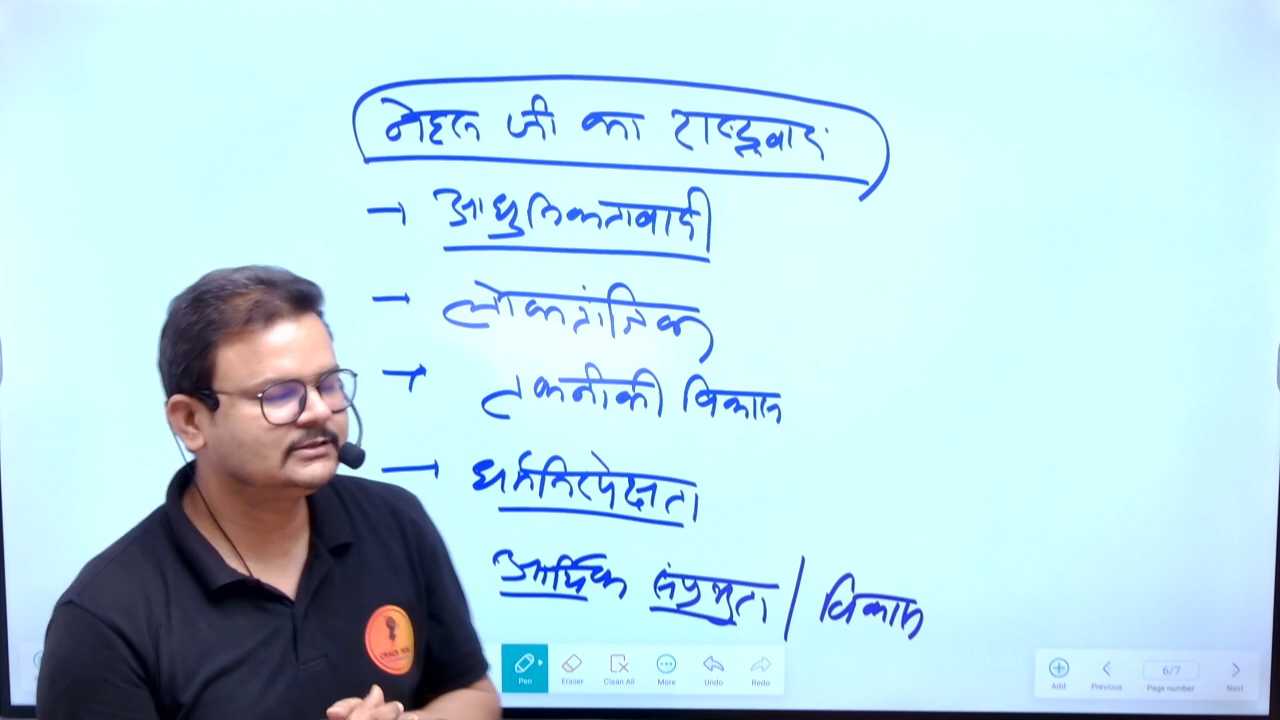 नेहरू जी का राष्ट्रवाद
→ आधुनिकतावादी
→ लोकतांत्रिक
→ तकनीकी विकास
→ धर्मनिरपेक्षता
आर्थिक संप्रभुता / विकास
Pen
Eraser
Clean All
More
Undo
Redo
Add
Previous
6/7
Page number
Next